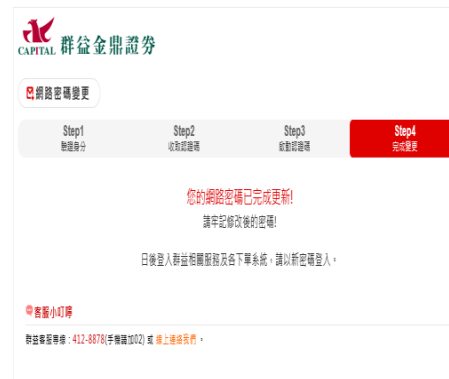 CAPITAL 群益金鼎證券
網路密碼變更
Step1 Step2 Step3 Step4
驗證身分 收取認證碼 啟動認證碼 完成變更
您的網路密碼已完成更新!
請牢記修改後的密碼!
日後登入群益相關服務及各下單系統，請以新密碼登入。
客服小叮嚀
群益客服專線：412-8878(手機請加02) 或 線上連絡我們 。